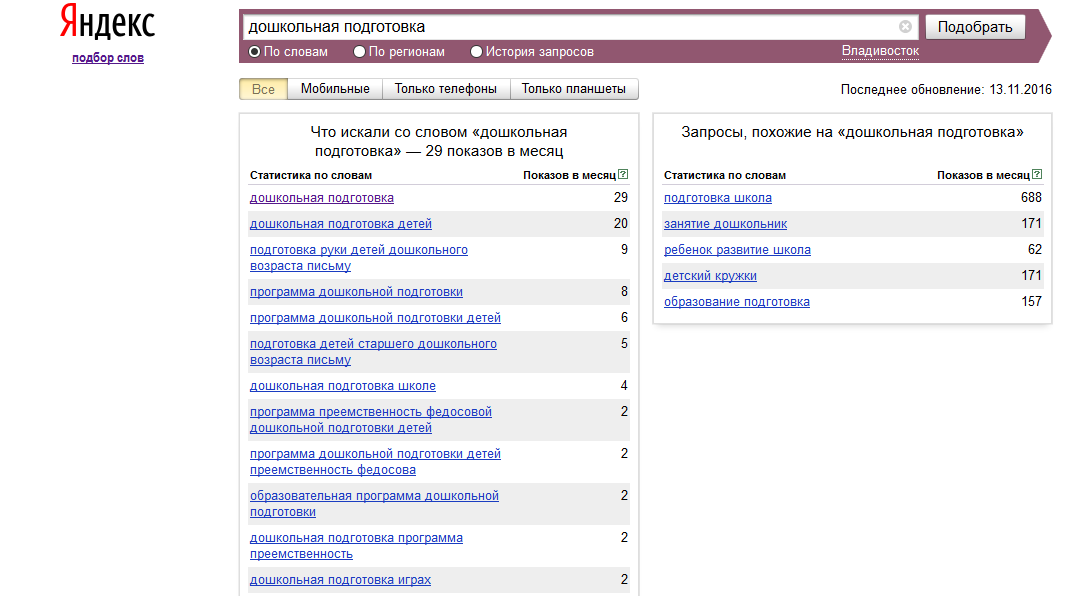 Яндекс
подбор слов
дошкольная подготовка
Подобрать
По словам По регионам История запросов Владивосток
Все Мобильные Только телефоны Только планшеты Последнее обновление: 13.11.2016
Что искали со словом «дошкольная
подготовка» — 29 показов в месяц
Статистика по словам Показов в месяц ?
дошкольная подготовка 29
дошкольная подготовка детей 20
подготовка руки детей дошкольного 9
возраста письму
программа дошкольной подготовки 8
программа дошкольной подготовки детей 6
подготовка детей старшего дошкольного 5
возраста письму
дошкольная подготовка школе 4
программа преемственность федосовой 2
дошкольной подготовки детей
программа дошкольной подготовки детей 2
преемственность федосова
образовательная программа дошкольной 2
подготовки
дошкольная подготовка программа 2
преемственность
дошкольная подготовка играх 2
Запросы, похожие на «дошкольная подготовка»
Статистика по словам Показов в месяц ?
подготовка школа 688
занятие дошкольник 171
ребенок развитие школа 62
детский кружки 171
образование подготовка 157